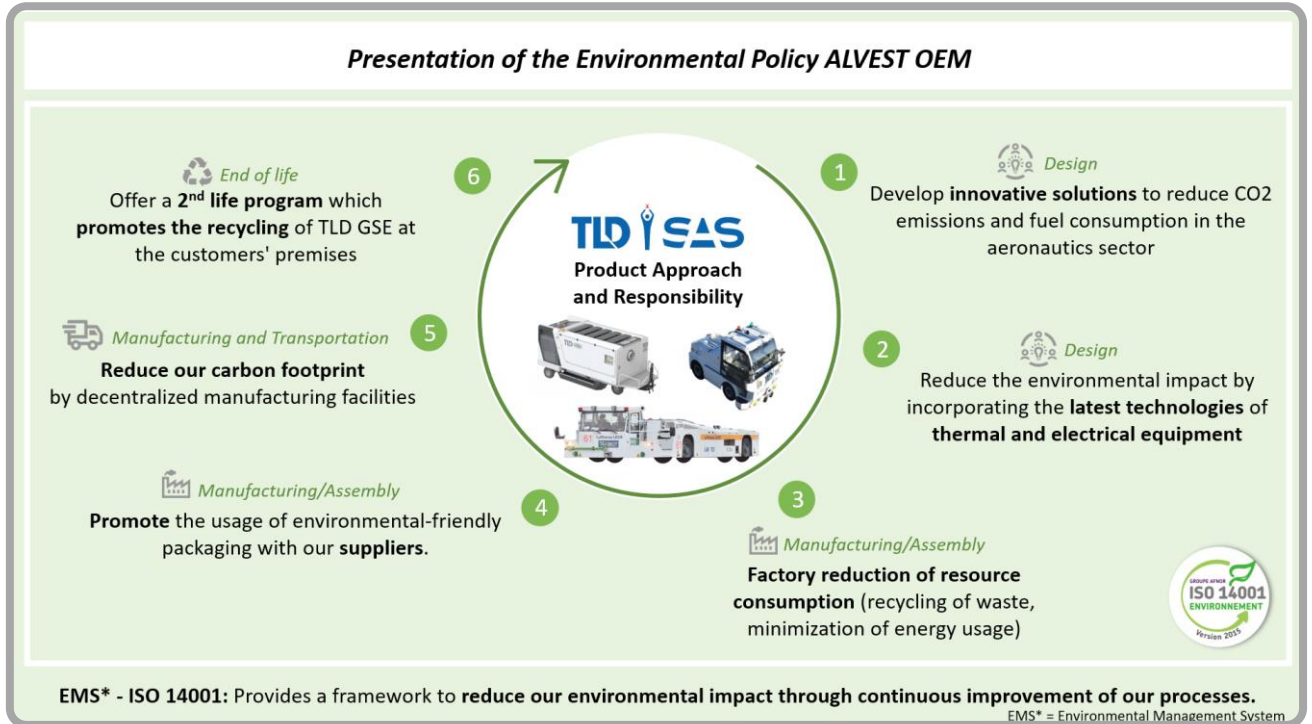 Presentation of the Environmental Policy ALVEST OEM
1
Design
Develop innovative solutions to reduce CO2
emissions and fuel consumption in the
aeronautics sector
2
Design
Reduce the environmental impact by
incorporating the latest technologies of
thermal and electrical equipment
3
Manufacturing/Assembly
Factory reduction of resource
consumption (recycling of waste,
minimization of energy usage)
4
Manufacturing/Assembly
Promote the usage of environmental-friendly
packaging with our suppliers.
5
Manufacturing and Transportation
Reduce our carbon footprint
by decentralized manufacturing facilities
6
End of life
Offer a 2nd life program which
promotes the recycling of TLD GSE at
the customers' premises
TLD SAS
Product Approach
and Responsibility
TLD
61
GROUPE AFNOR
ISO 14001
ENVIRONNEMENT
Version 2015
EMS* - ISO 14001: Provides a framework to reduce our environmental impact through continuous improvement of our processes.
EMS* = Environmental Management System